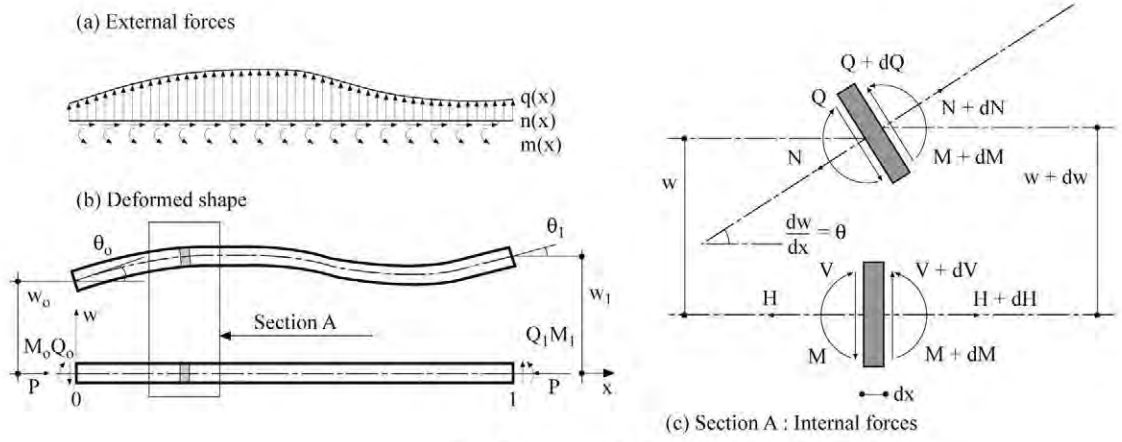 (a) External forces
q(x)
n(x)
m(x)
(b) Deformed shape
θo
θ1
wo
w
w1
Section A
MoQo
Q1M1
P
P
x
0
1
Q + dQ
Q
N + dN
N
M + dM
w
w + dw
dw/dx = θ
V
V + dV
H
H + dH
M
M + dM
dx
(c) Section A : Internal forces